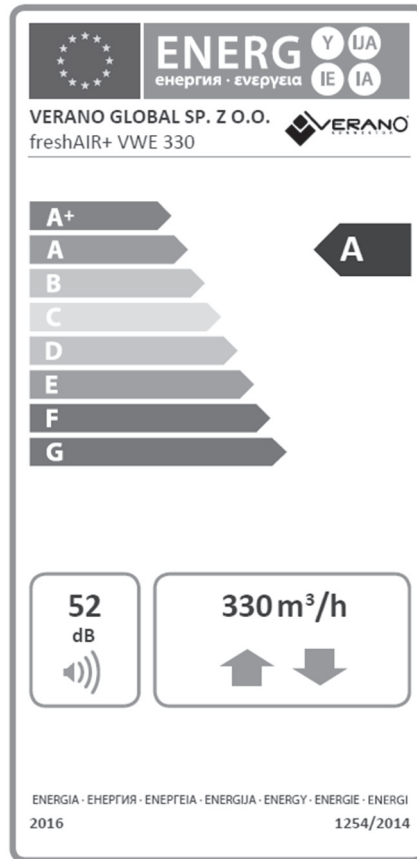 ENERG Y IJA
енергия · ενεργεια IE IA
VERANO GLOBAL SP. Z O.O.
freshAIR+ VWE 330
VERANO
KONWEKTOR
A+
A
A
B
C
D
E
F
G
52
dB
330 m³/h
ENERGIA · ЕНЕРГИЯ · ΕΝΕΡΓΕΙΑ · ENERGIJA · ENERGY · ENERGIE · ENERGI
2016
1254/2014